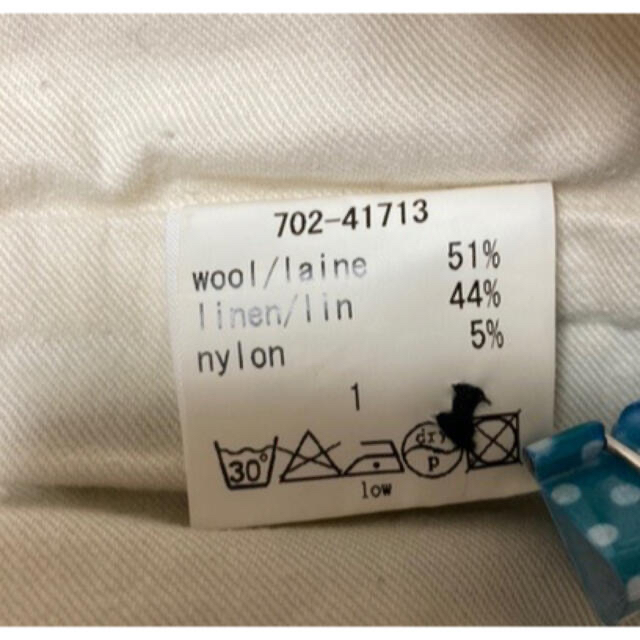 702-41713
wool/laine 51%
linen/lin 44%
nylon 5%
1
30°
dry
p
low